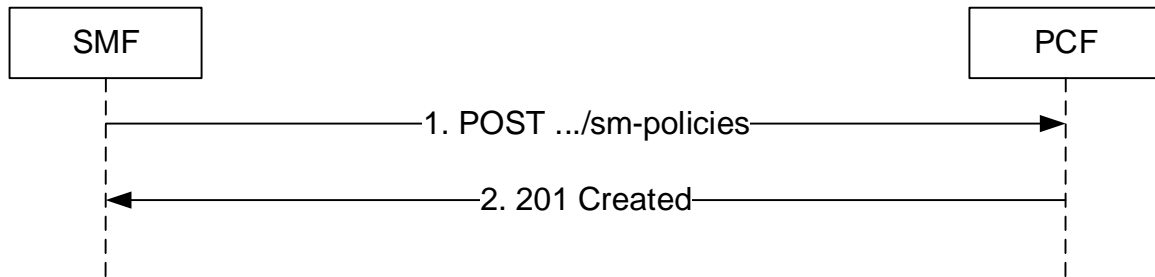 SMF
PCF
1. POST .../sm-policies
2. 201 Created